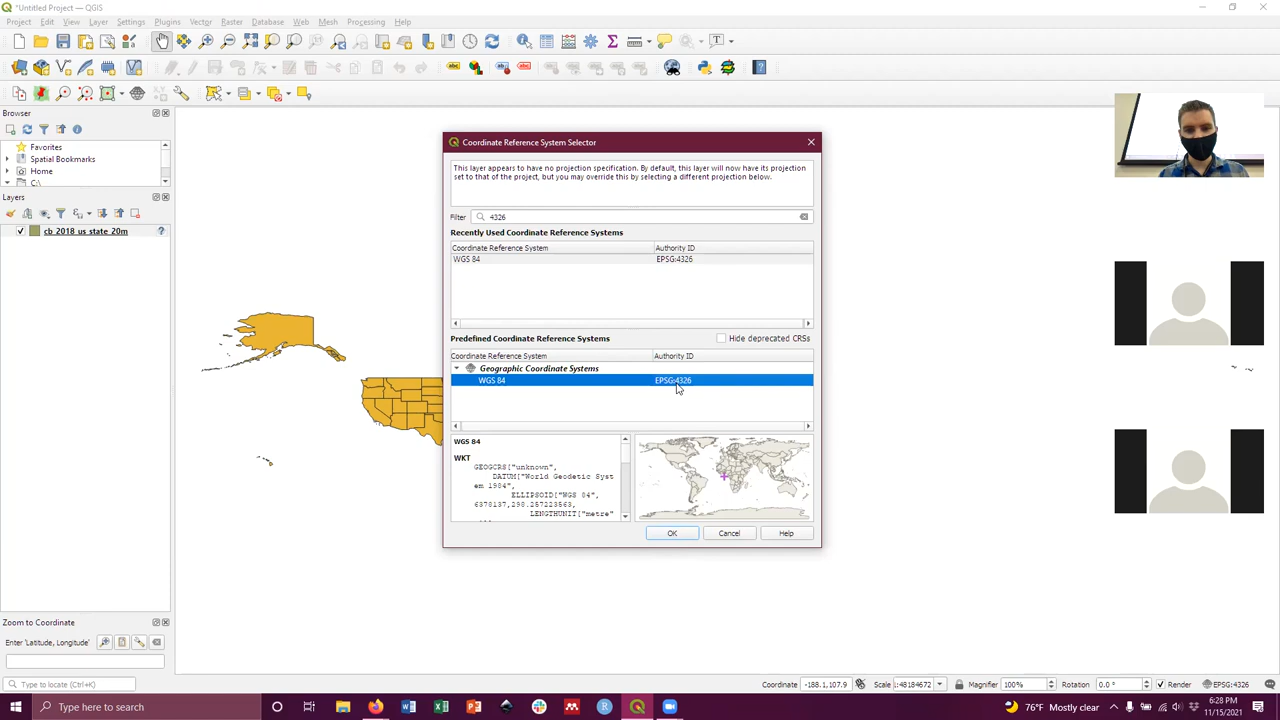 *Untitled Project — QGIS
Project Edit View Layer Settings Plugins Vector Raster Database Web Mesh Processing Help
Browser
Favorites
Spatial Bookmarks
Home
C:\
Layers
cb_2018_us_state_20m
Coordinate Reference System Selector
This layer appears to have no projection specification. By default, this layer will now have its projection
set to that of the project, but you may override this by selecting a different projection below.
Filter 4326
Recently Used Coordinate Reference Systems
Coordinate Reference System Authority ID
WGS 84 EPSG:4326
Predefined Coordinate Reference Systems Hide deprecated CRSs
Coordinate Reference System Authority ID
Geographic Coordinate Systems
WGS 84 EPSG:4326
WGS 84
WKT
GEOGCRS["unknown",
DATUM["World Geodetic Syst
em 1984",
ELLIPSOID["WGS 84",
6378137,298.257223563,
LENGTHUNIT["metre"
OK Cancel Help
Zoom to Coordinate
Enter 'Latitude, Longitude'
Type to locate (Ctrl+K)
Coordinate -188.1,107.9 Scale 1:48184672 Magnifier 100% Rotation 0.0 ° Render EPSG:4326
Type here to search
76°F Mostly clear
6:28 PM
11/15/2021